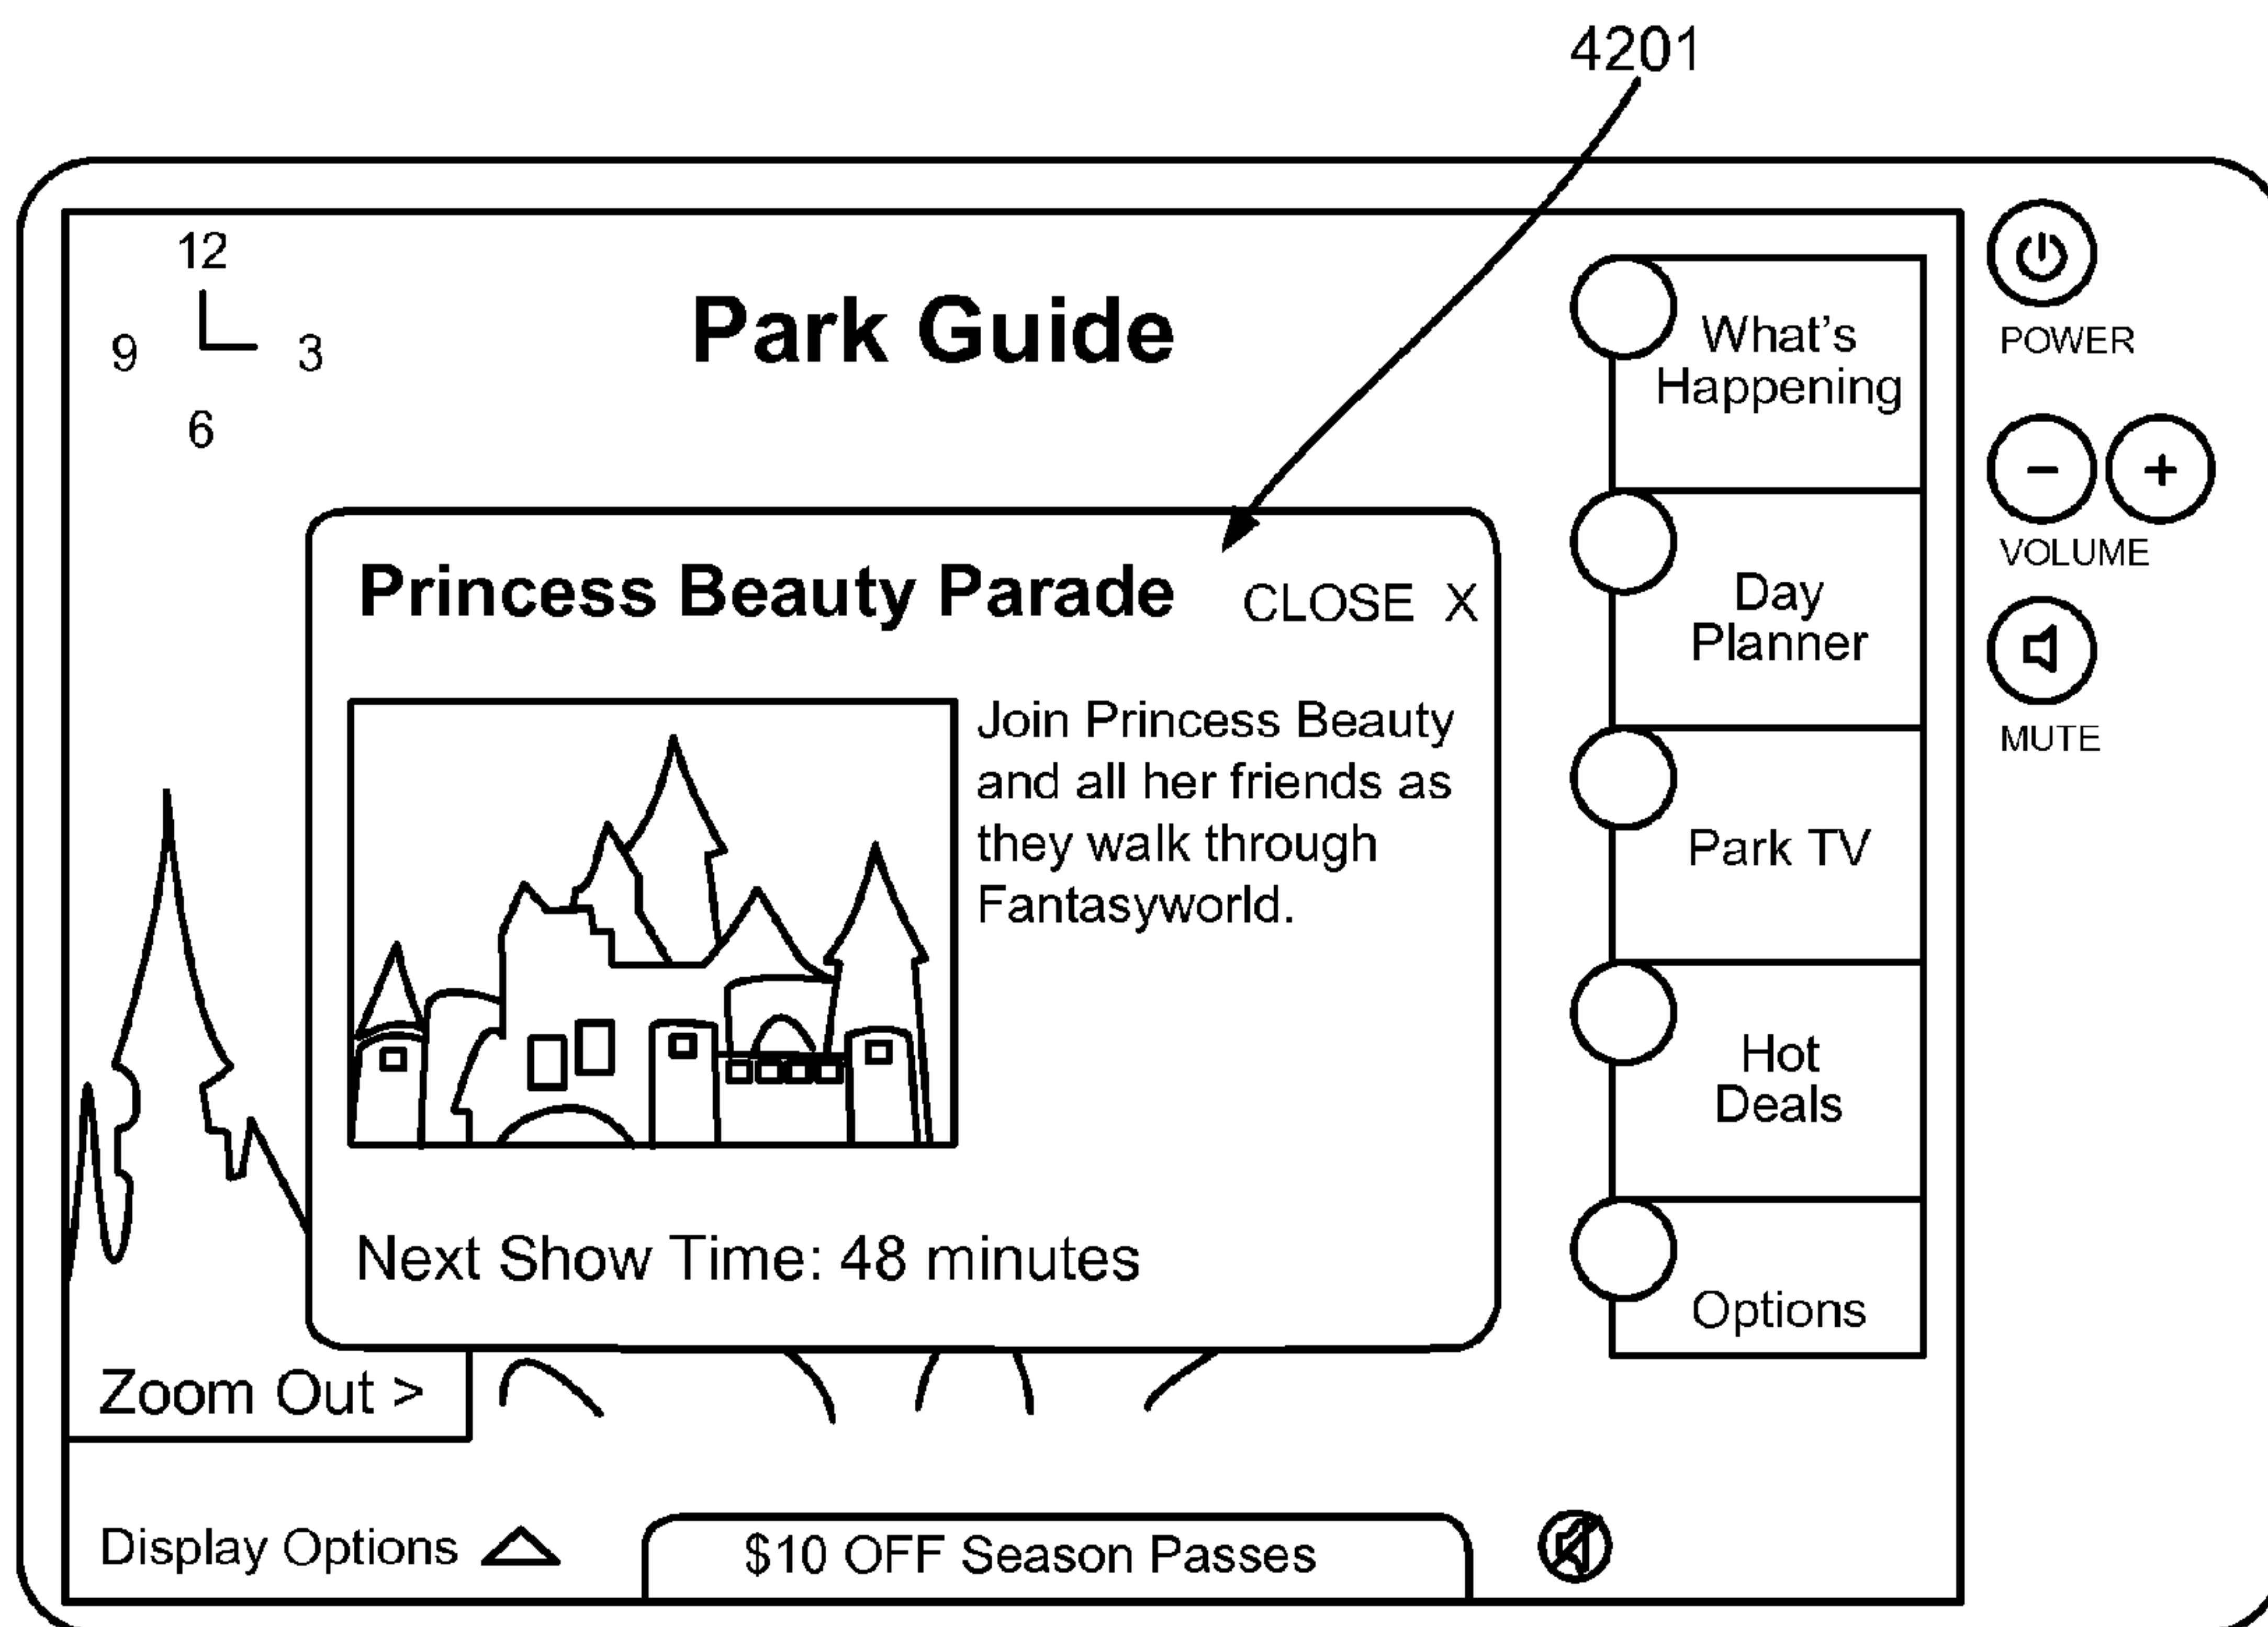 4201
12
9 3
6
Park Guide
Princess Beauty Parade CLOSE X
Join Princess Beauty
and all her friends as
they walk through
Fantasyworld.
Next Show Time: 48 minutes
Zoom Out >
Display Options
$10 OFF Season Passes
What's
Happening
Day
Planner
Park TV
Hot
Deals
Options
POWER
− +
VOLUME
MUTE